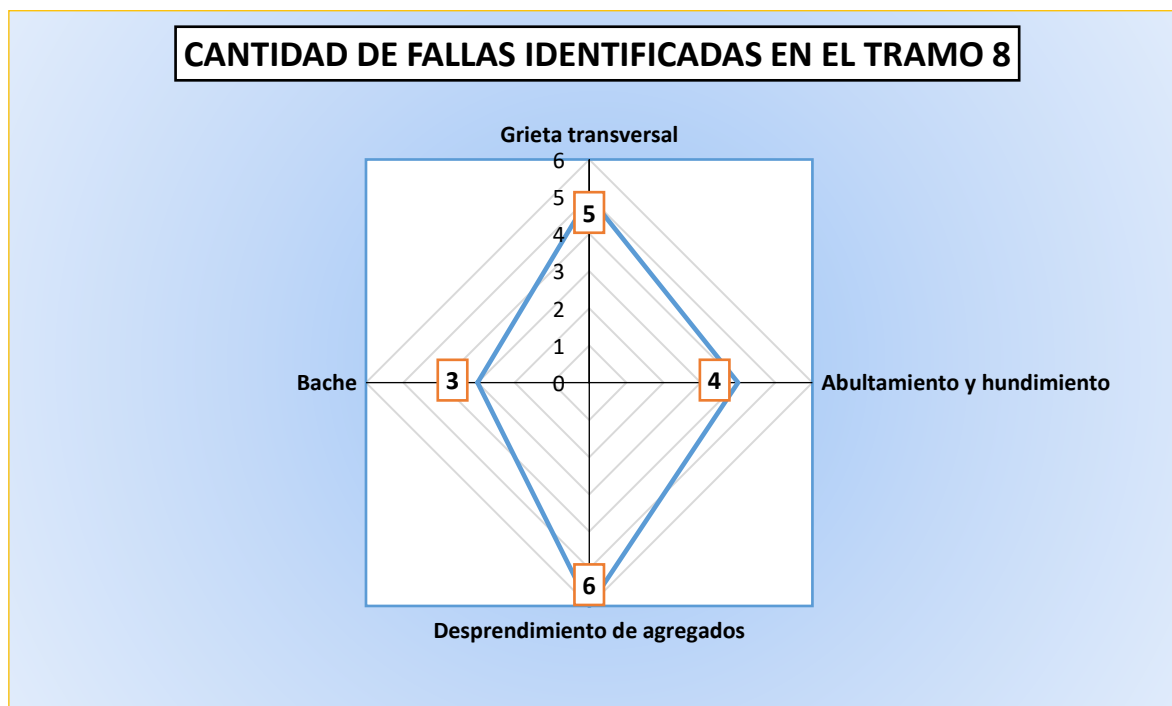 CANTIDAD DE FALLAS IDENTIFICADAS EN EL TRAMO 8
Grieta transversal
6
5
5
4
3
2
1
0
Bache
3
4
Abultamiento y hundimiento
6
Desprendimiento de agregados